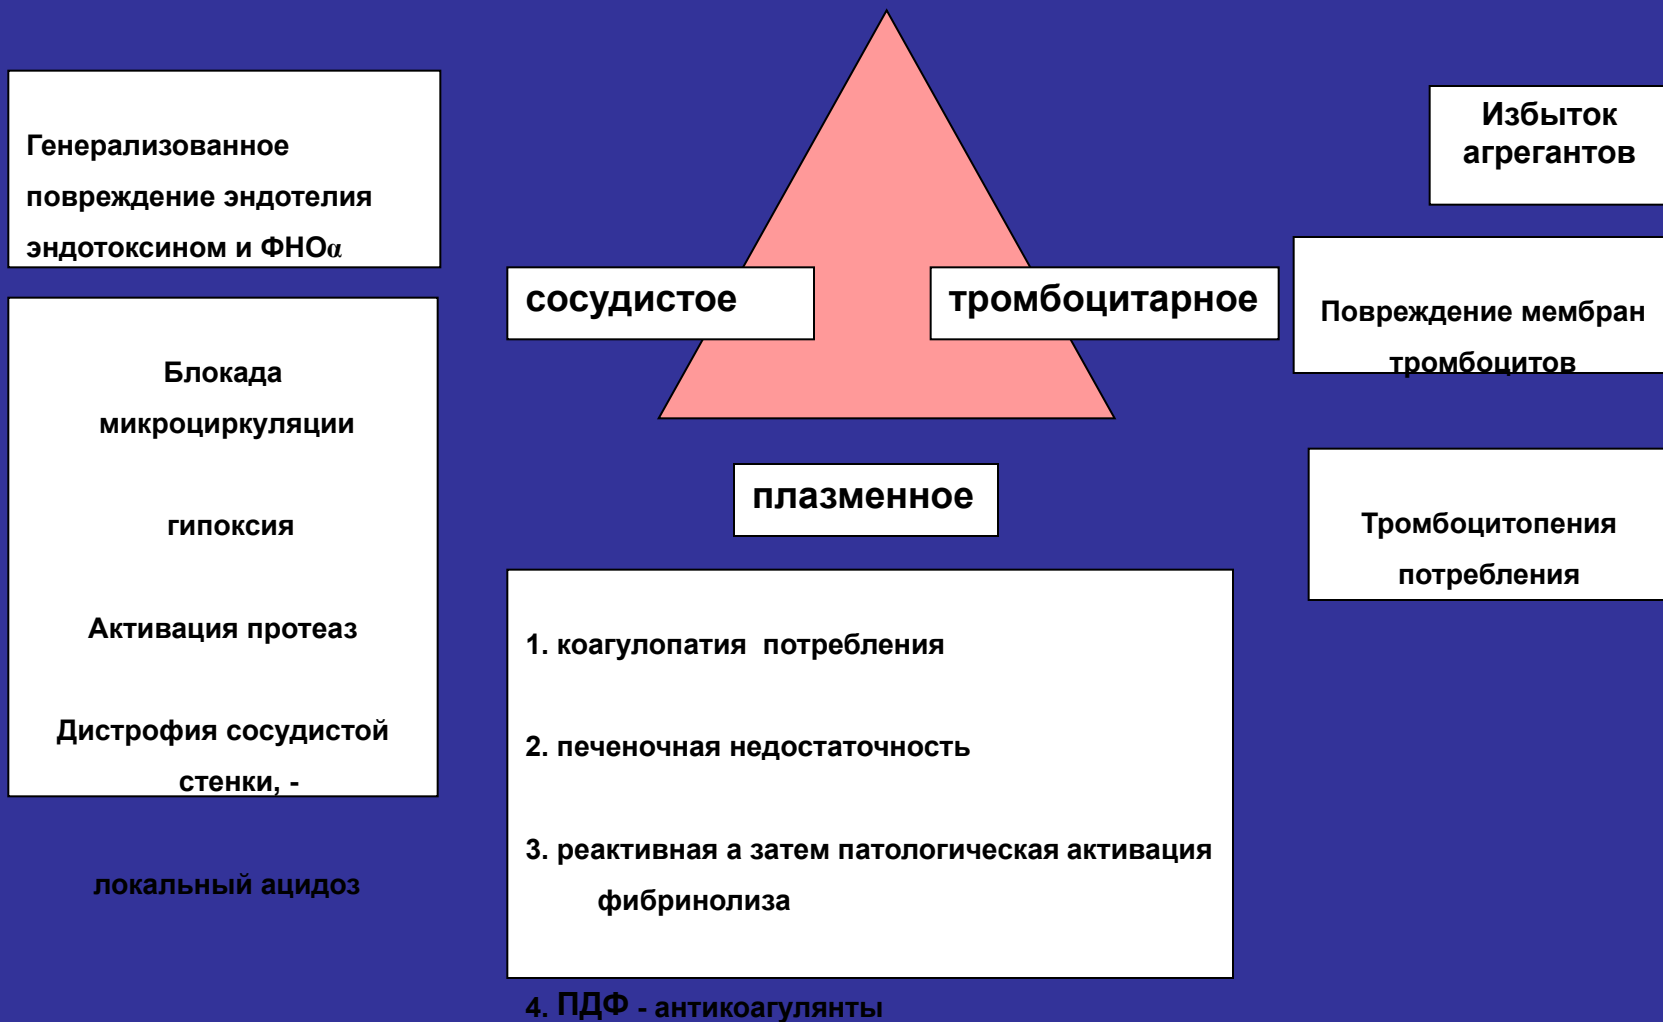 Генерализованное
повреждение эндотелия
эндотоксином и ФНОα
Блокада
микроциркуляции
гипоксия
Активация протеаз
Дистрофия сосудистой
стенки, -
локальный ацидоз
сосудистое
тромбоцитарное
плазменное
1. коагулопатия потребления
2. печеночная недостаточность
3. реактивная а затем патологическая активация
фибринолиза
4. ПДФ - антикоагулянты
Избыток
агрегантов
Повреждение мембран
тромбоцитов
Тромбоцитопения
потребления